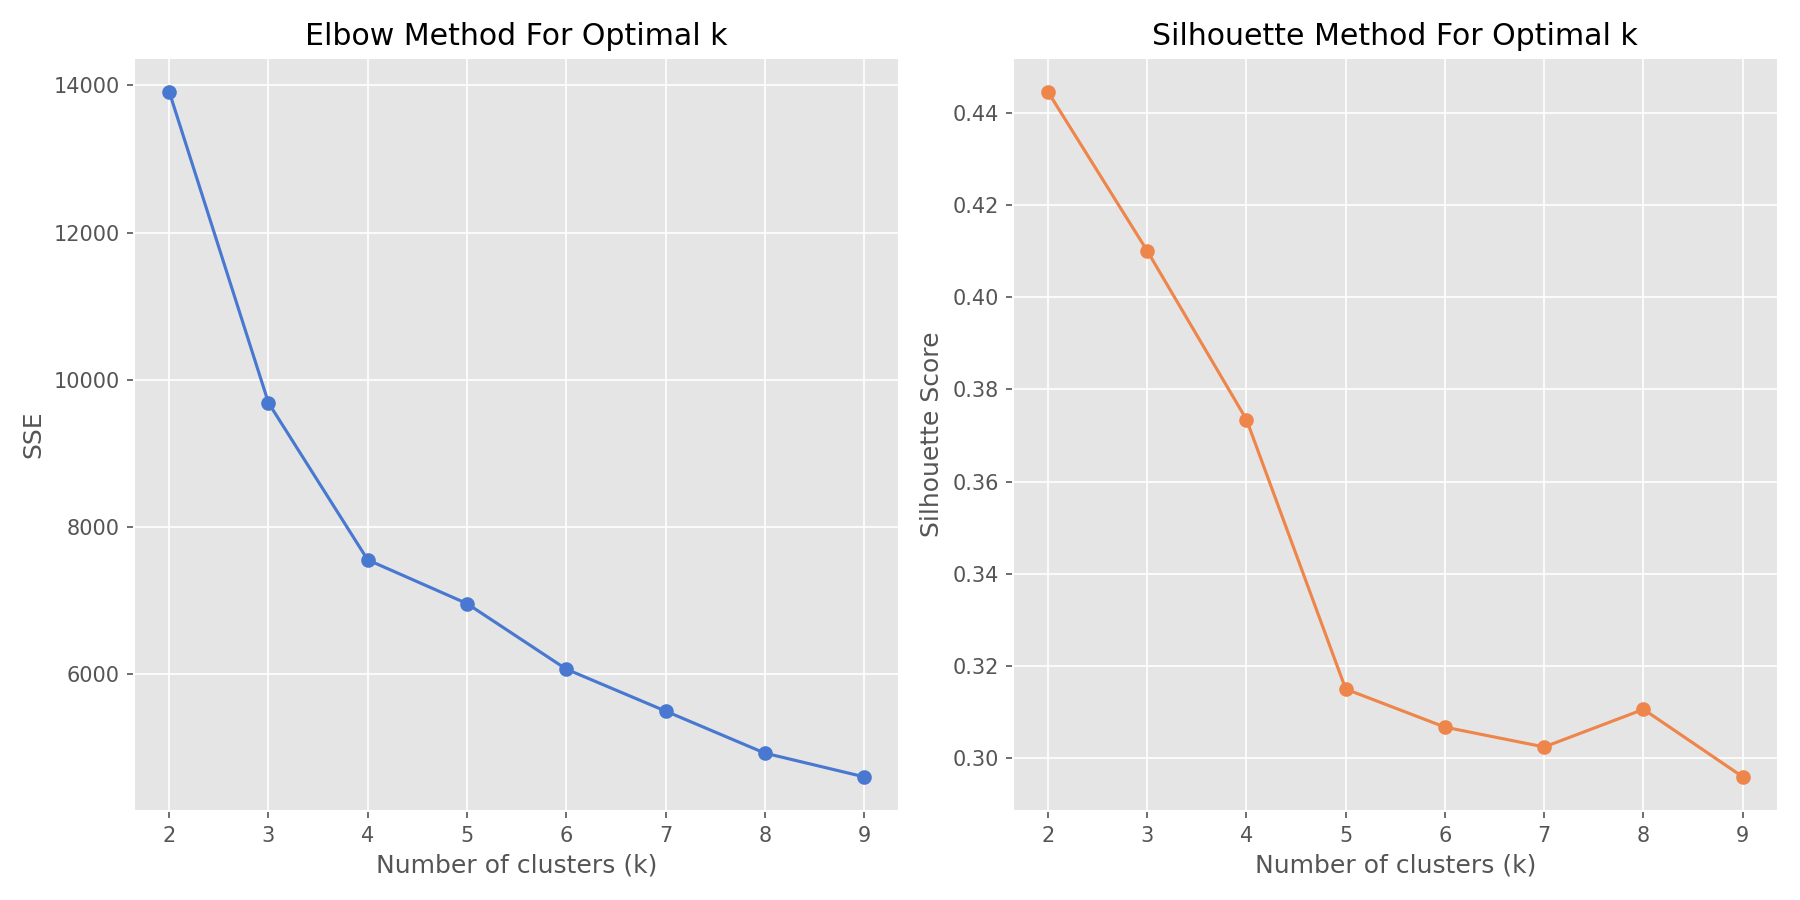 Elbow Method For Optimal k
14000
12000
10000
8000
6000
SSE
2 3 4 5 6 7 8 9
Number of clusters (k)
Silhouette Method For Optimal k
0.44
0.42
0.40
0.38
0.36
0.34
0.32
0.30
Silhouette Score
2 3 4 5 6 7 8 9
Number of clusters (k)